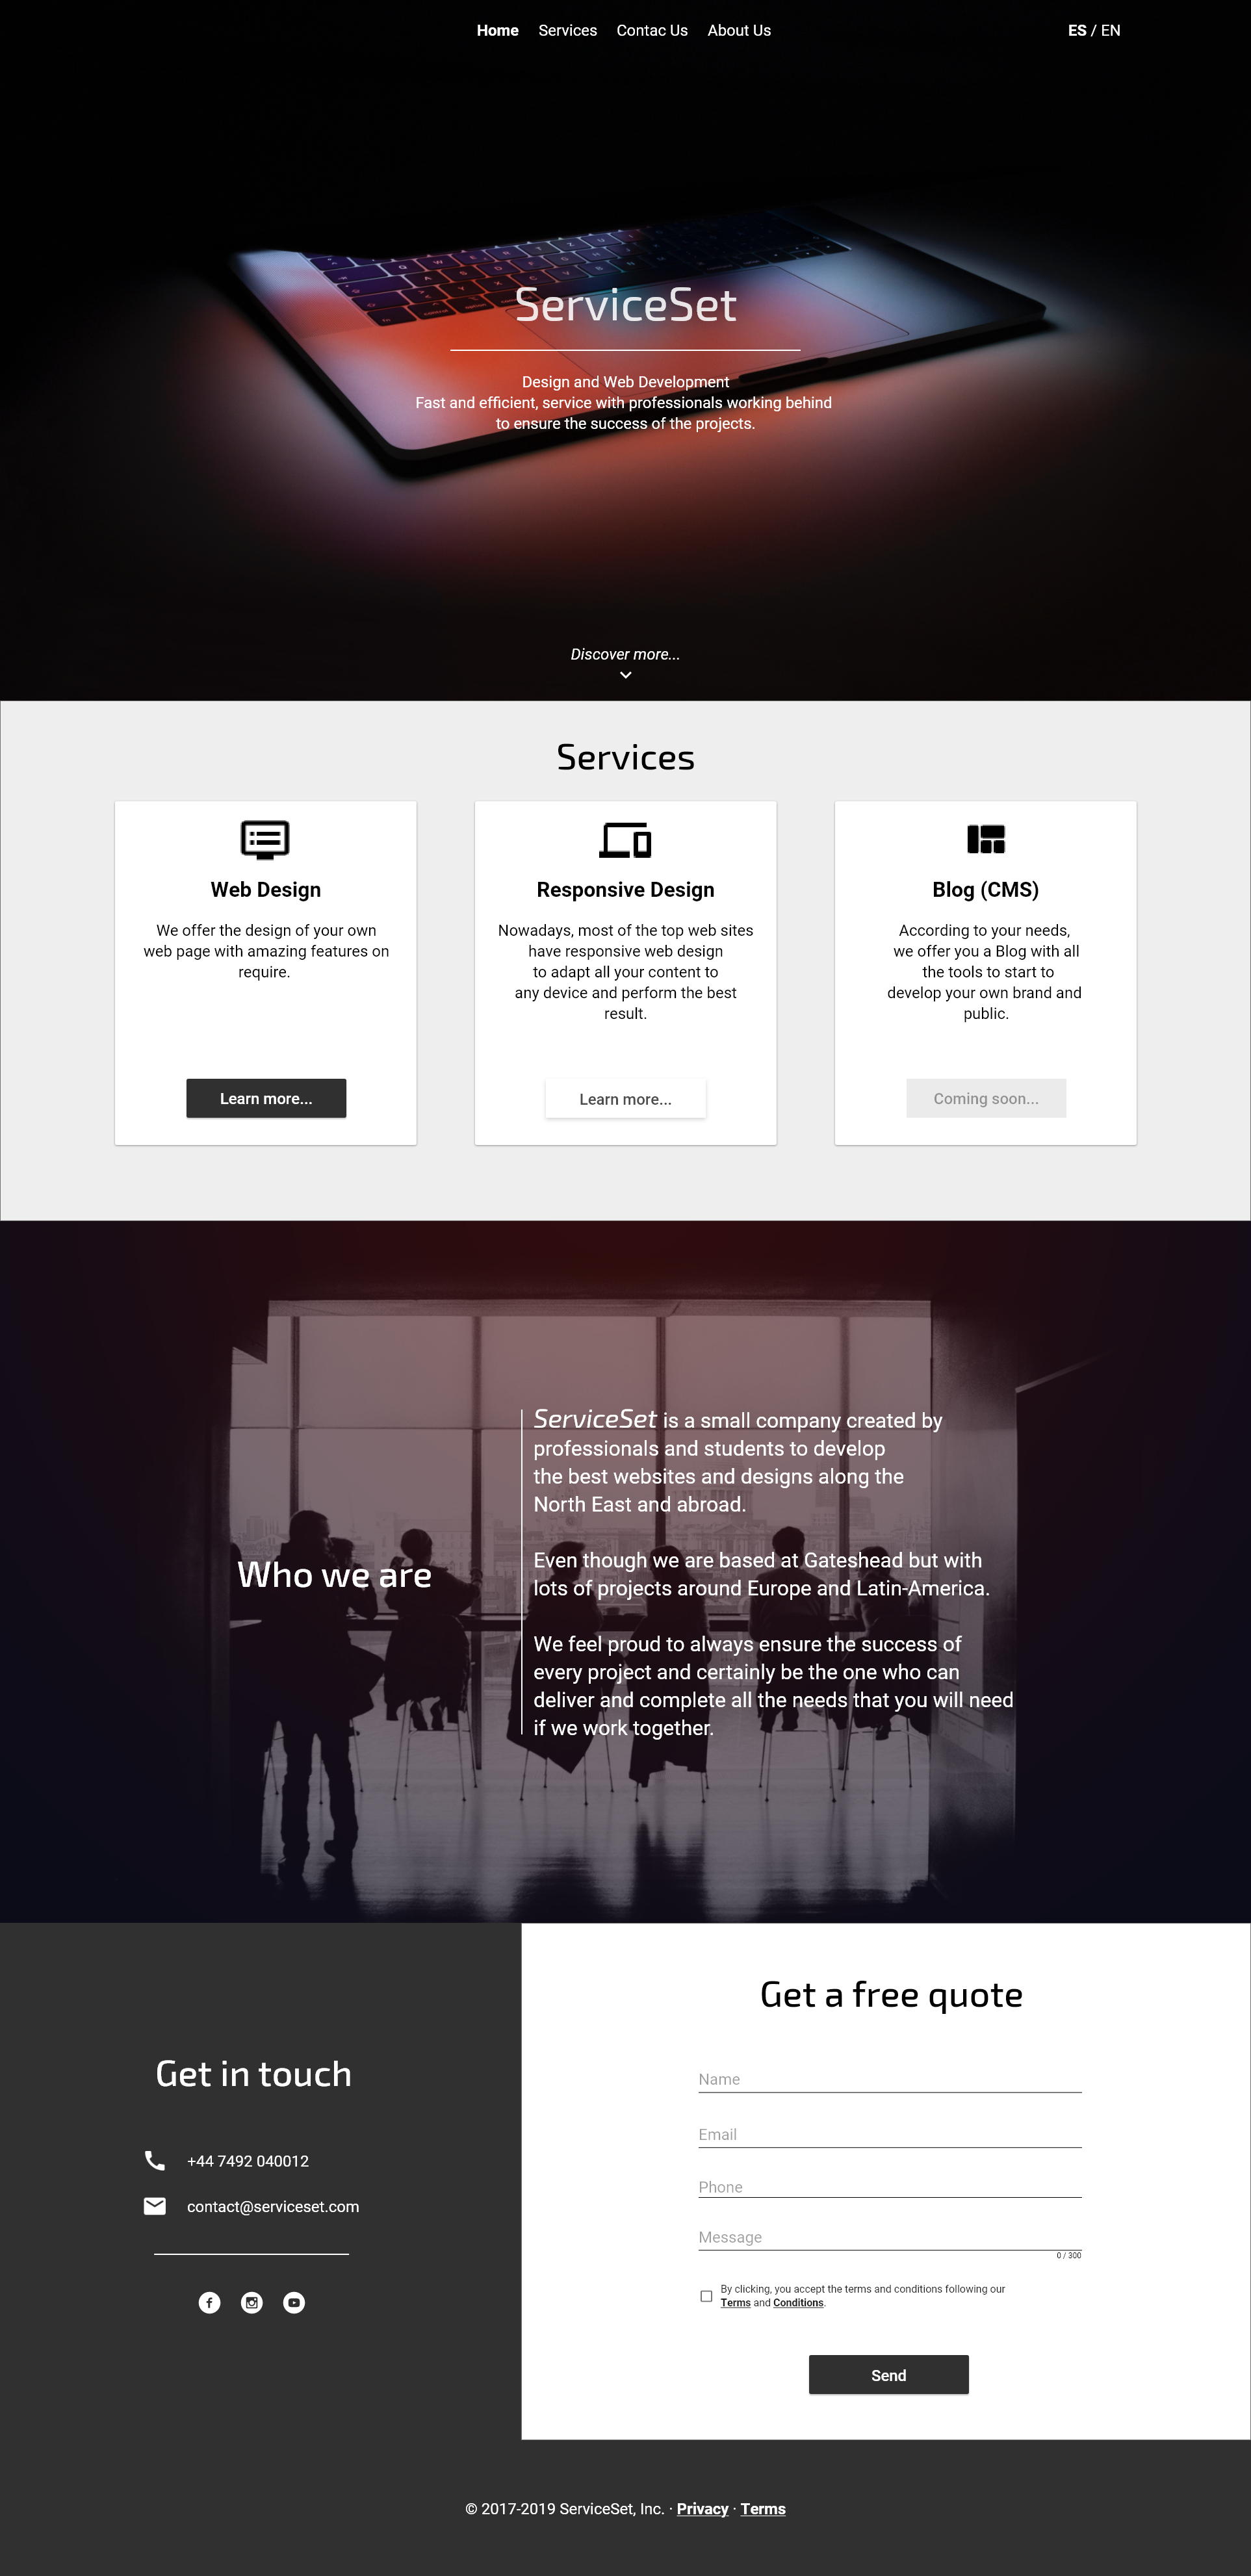 Home Services Contac Us About Us ES / EN
ServiceSet
Design and Web Development
Fast and efficient, service with professionals working behind
to ensure the success of the projects.
Discover more...
Services
Web Design
We offer the design of your own
web page with amazing features on
require.
Learn more...
Responsive Design
Nowadays, most of the top web sites
have responsive web design
to adapt all your content to
any device and perform the best
result.
Learn more...
Blog (CMS)
According to your needs,
we offer you a Blog with all
the tools to start to
develop your own brand and
public.
Coming soon...
Who we are
ServiceSet is a small company created by
professionals and students to develop
the best websites and designs along the
North East and abroad.
Even though we are based at Gateshead but with
lots of projects around Europe and Latin-America.
We feel proud to always ensure the success of
every project and certainly be the one who can
deliver and complete all the needs that you will need
if we work together.
Get in touch
+44 7492 040012
contact@serviceset.com
Get a free quote
Name
Email
Phone
Message
0 / 300
By clicking, you accept the terms and conditions following our
Terms and Conditions.
Send
© 2017-2019 ServiceSet, Inc. · Privacy · Terms